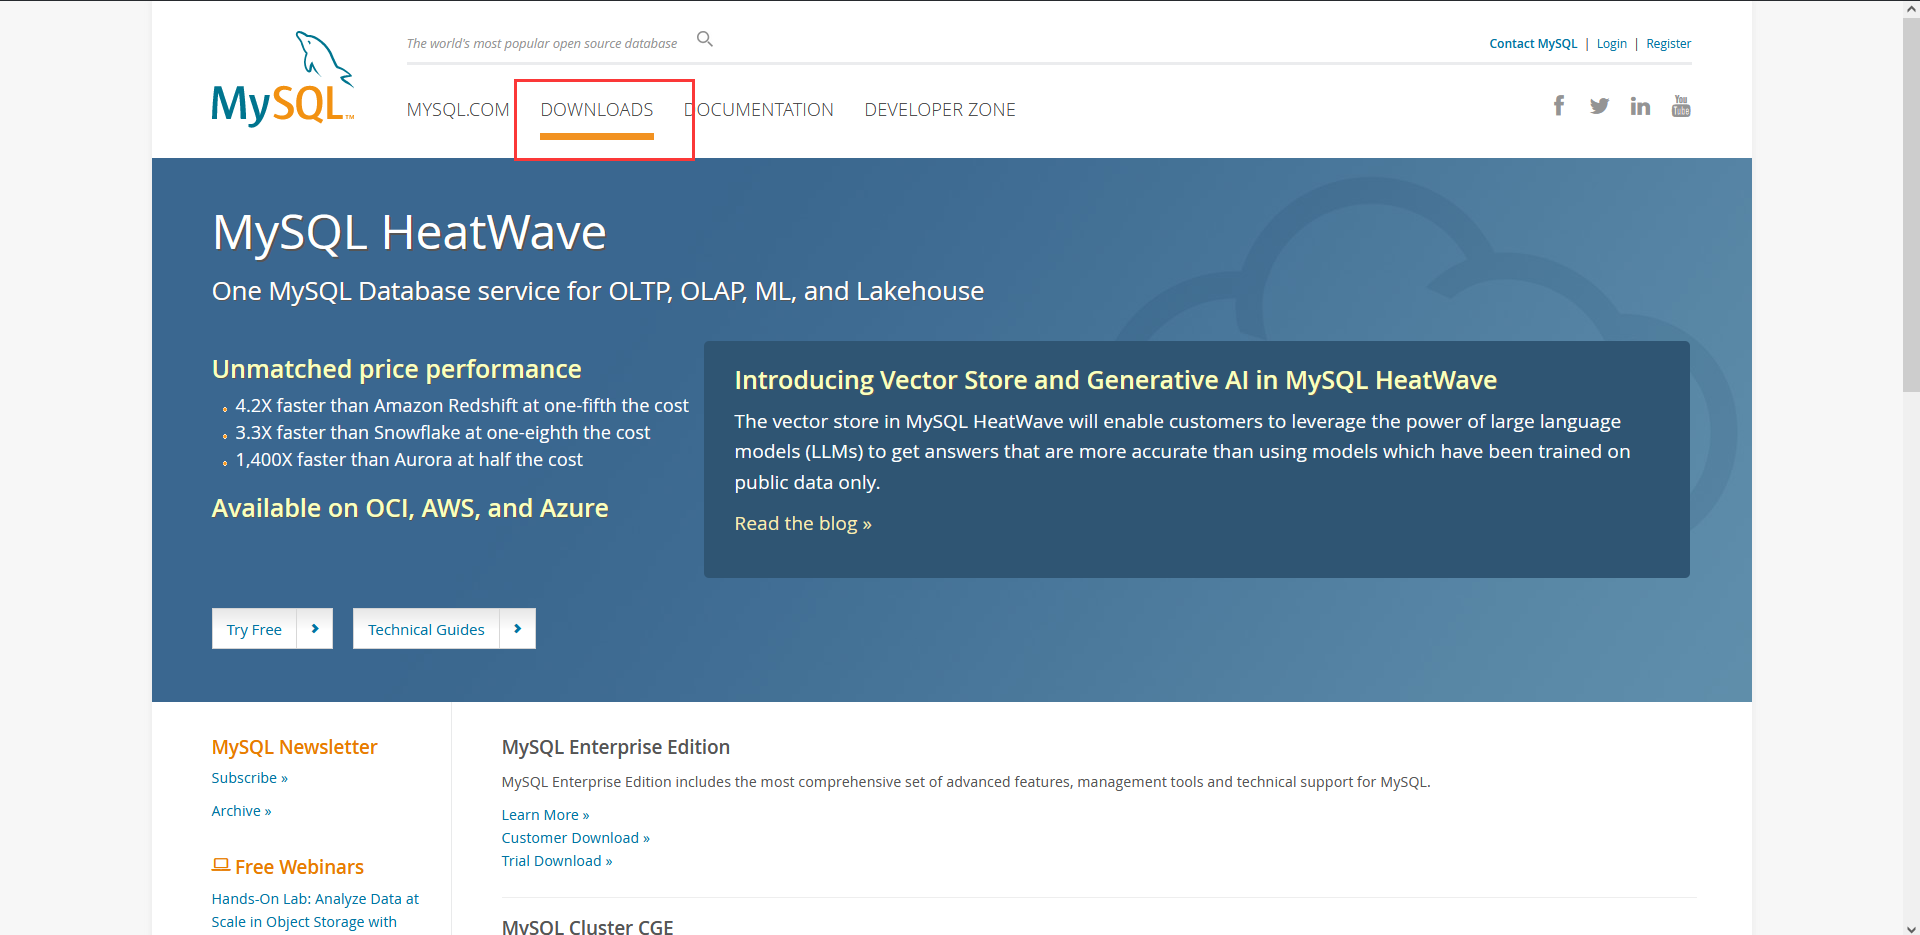 The world's most popular open source database
Contact MySQL | Login | Register
MySQL™
MYSQL.COM DOWNLOADS DOCUMENTATION DEVELOPER ZONE
You
Tube
MySQL HeatWave
One MySQL Database service for OLTP, OLAP, ML, and Lakehouse
Unmatched price performance
4.2X faster than Amazon Redshift at one-fifth the cost
3.3X faster than Snowflake at one-eighth the cost
1,400X faster than Aurora at half the cost
Available on OCI, AWS, and Azure
Introducing Vector Store and Generative AI in MySQL HeatWave
The vector store in MySQL HeatWave will enable customers to leverage the power of large language
models (LLMs) to get answers that are more accurate than using models which have been trained on
public data only.
Read the blog »
Try Free
Technical Guides
MySQL Newsletter
Subscribe »
Archive »
Free Webinars
Hands-On Lab: Analyze Data at
Scale in Object Storage with
MySQL Enterprise Edition
MySQL Enterprise Edition includes the most comprehensive set of advanced features, management tools and technical support for MySQL.
Learn More »
Customer Download »
Trial Download »
MySQL Cluster CGE